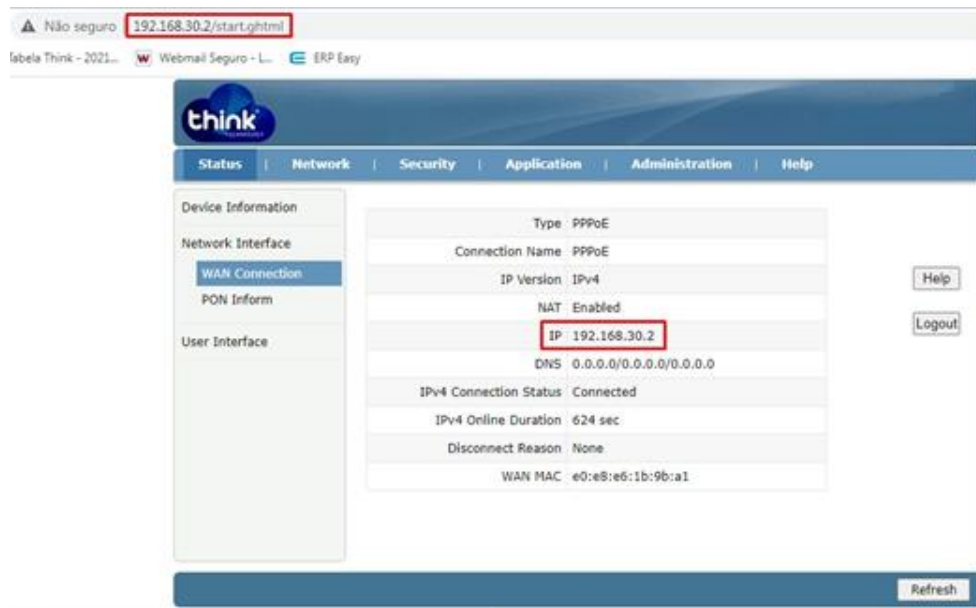 Não seguro 192.168.30.2/start.ghtml
Tabela Think - 2021... W Webmail Seguro - L... ERP Easy
think
Status | Network | Security | Application | Administration | Help
Device Information
Network Interface
WAN Connection
PON Inform
User Interface
Type PPPoE
Connection Name PPPoE
IP Version IPv4
NAT Enabled
IP 192.168.30.2
DNS 0.0.0.0/0.0.0.0/0.0.0.0
IPv4 Connection Status Connected
IPv4 Online Duration 624 sec
Disconnect Reason None
WAN MAC e0:e8:e6:1b:9b:a1
Help
Logout
Refresh